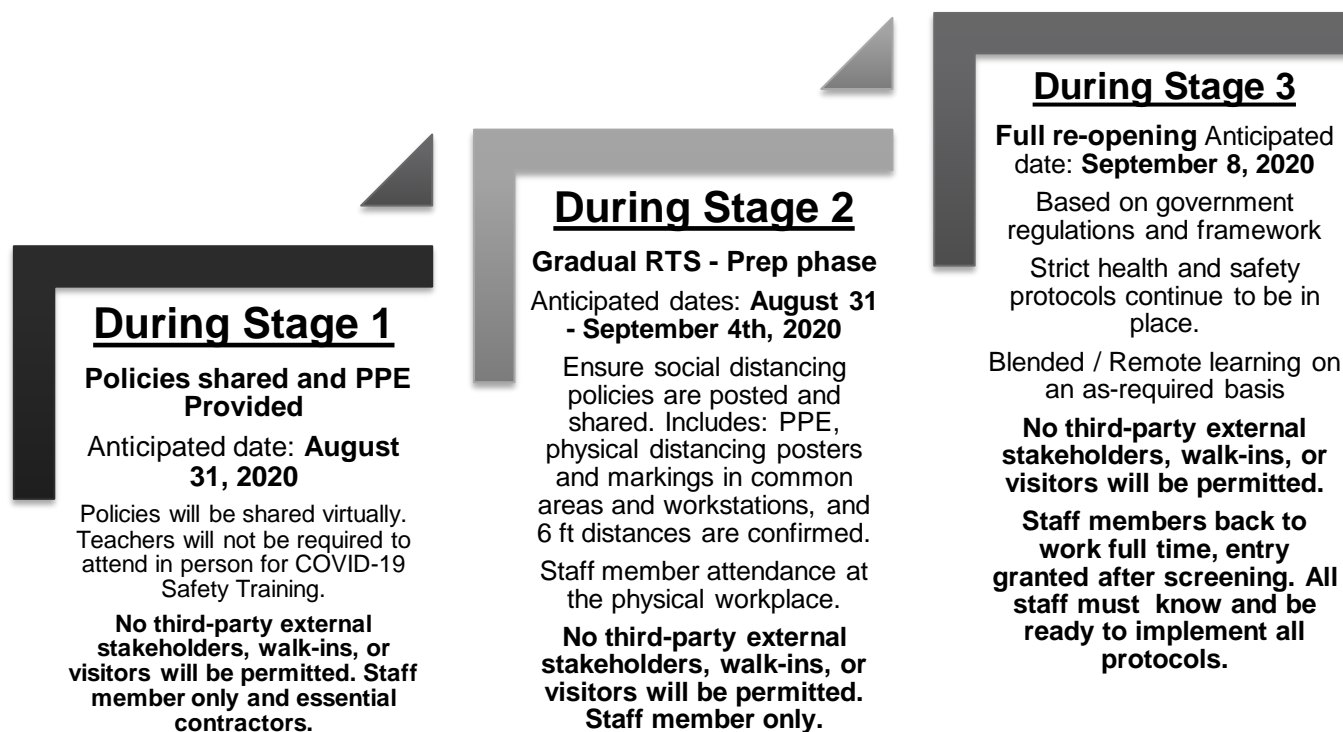 During Stage 1
Policies shared and PPE
Provided
Anticipated date: August
31, 2020
Policies will be shared virtually.
Teachers will not be required to
attend in person for COVID-19
Safety Training.
No third-party external
stakeholders, walk-ins, or
visitors will be permitted. Staff
member only and essential
contractors.
During Stage 2
Gradual RTS - Prep phase
Anticipated dates: August 31
- September 4th, 2020
Ensure social distancing
policies are posted and
shared. Includes: PPE,
physical distancing posters
and markings in common
areas and workstations, and
6 ft distances are confirmed.
Staff member attendance at
the physical workplace.
No third-party external
stakeholders, walk-ins, or
visitors will be permitted.
Staff member only.
During Stage 3
Full re-opening Anticipated
date: September 8, 2020
Based on government
regulations and framework
Strict health and safety
protocols continue to be in
place.
Blended / Remote learning on
an as-required basis
No third-party external
stakeholders, walk-ins, or
visitors will be permitted.
Staff members back to
work full time, entry
granted after screening. All
staff must know and be
ready to implement all
protocols.